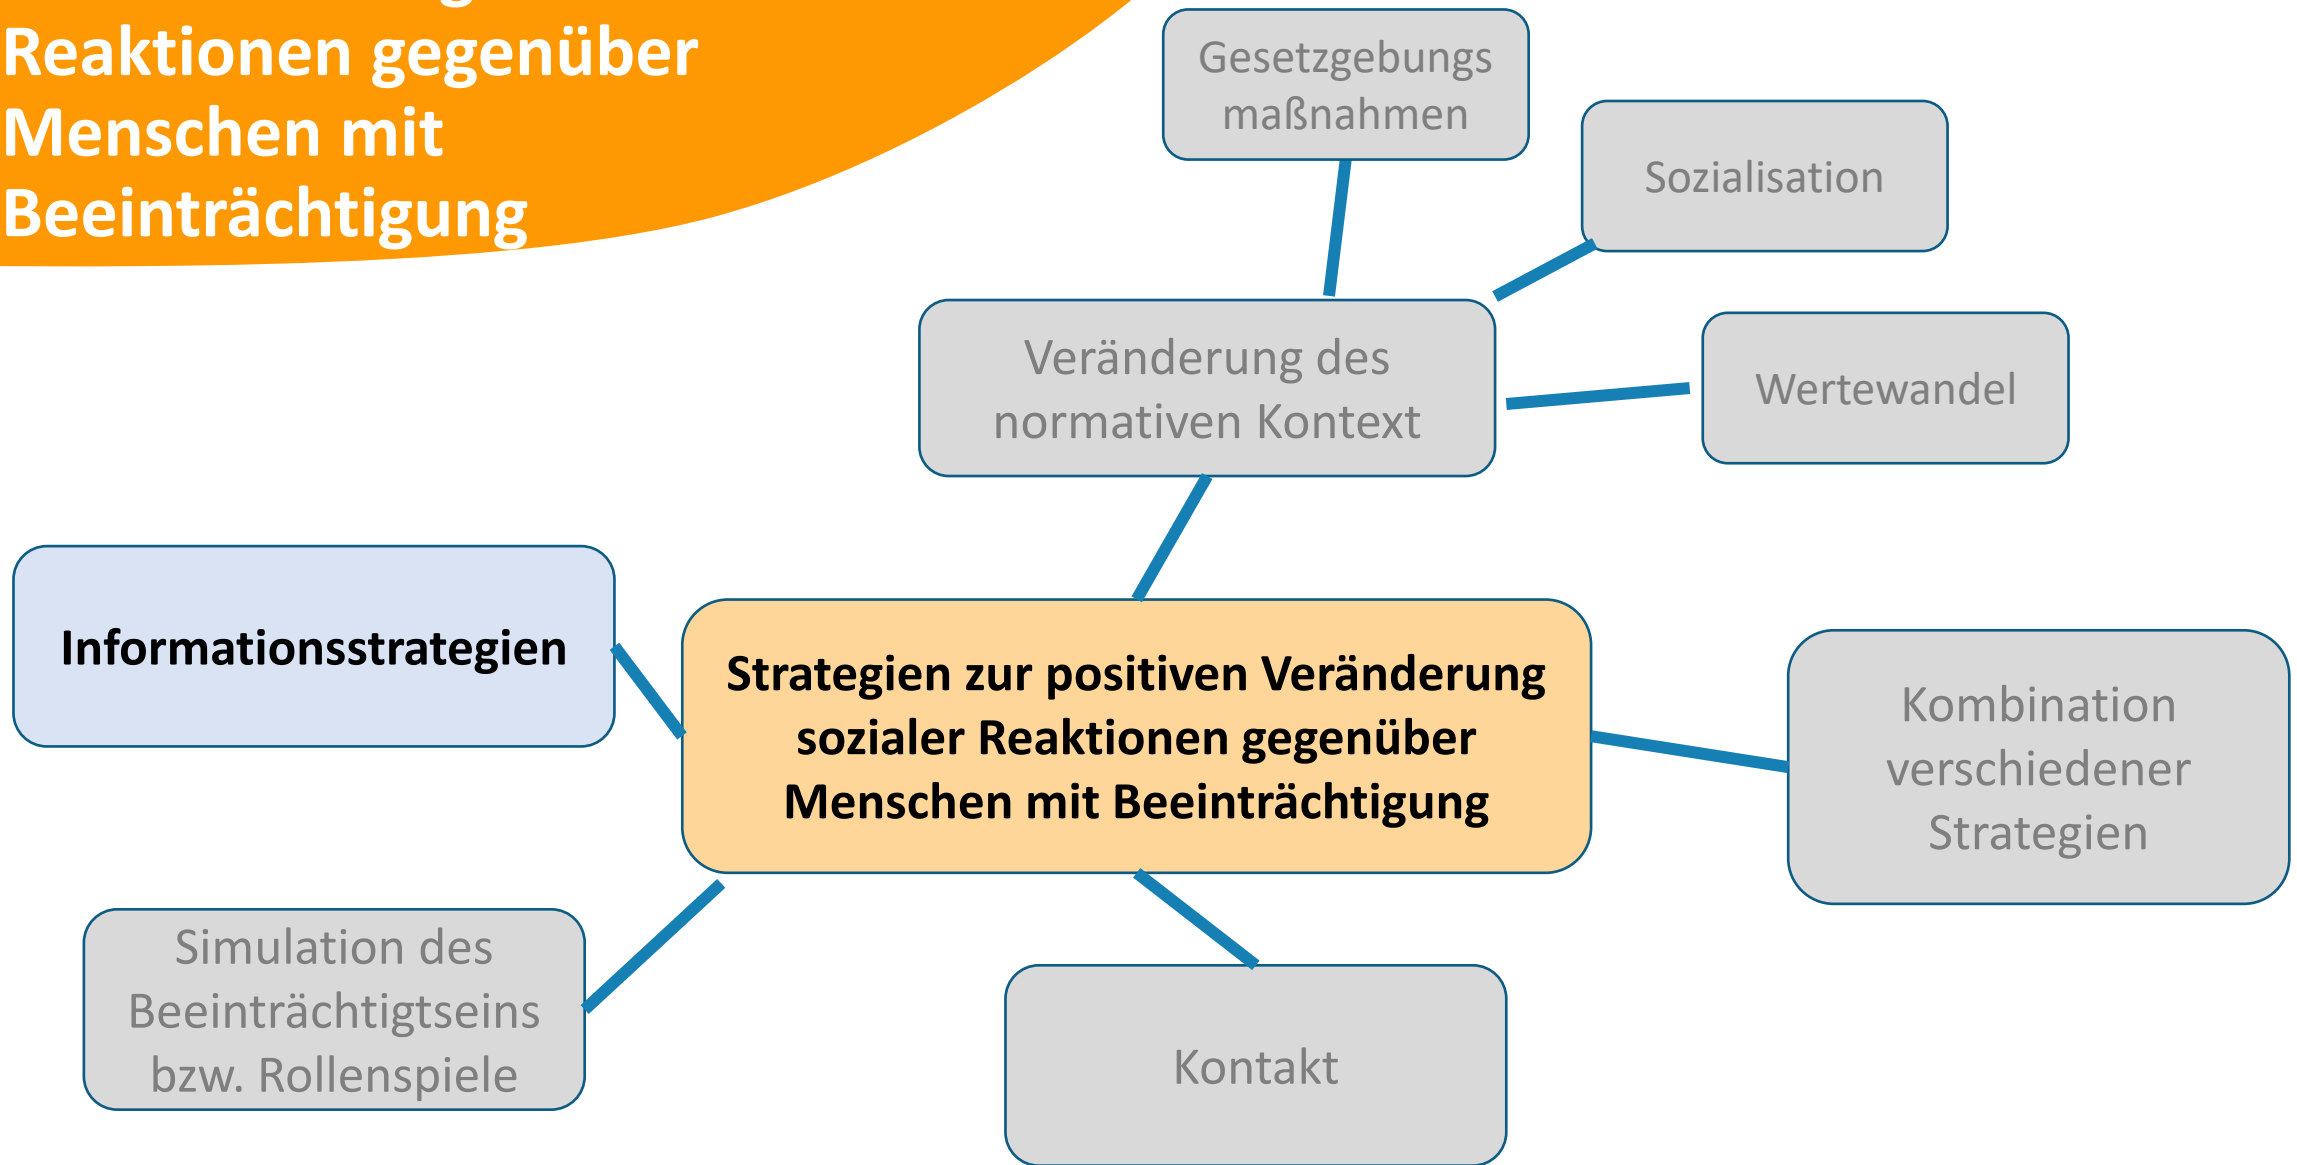 Reaktionen gegenüber
Menschen mit
Beeinträchtigung
Gesetzgebungs
maßnahmen
Sozialisation
Veränderung des
normativen Kontext
Wertewandel
Informationsstrategien
Strategien zur positiven Veränderung
sozialer Reaktionen gegenüber
Menschen mit Beeinträchtigung
Kombination
verschiedener
Strategien
Simulation des
Beeinträchtigtseins
bzw. Rollenspiele
Kontakt